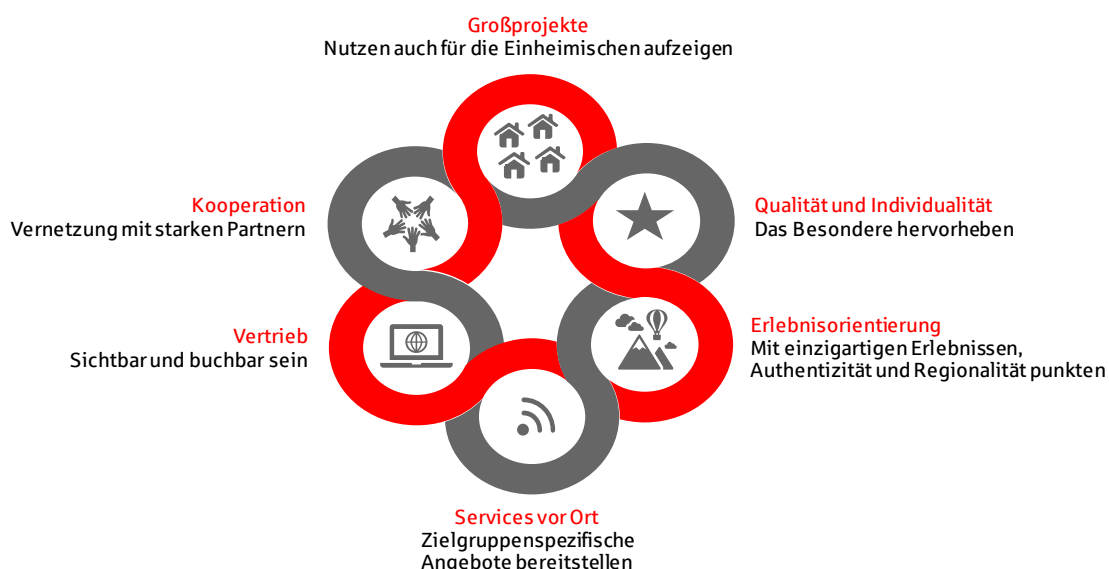 Großprojekte
Nutzen auch für die Einheimischen aufzeigen
Kooperation
Vernetzung mit starken Partnern
Qualität und Individualität
Das Besondere hervorheben
Vertrieb
Sichtbar und buchbar sein
Erlebnisorientierung
Mit einzigartigen Erlebnissen,
Authentizität und Regionalität punkten
Services vor Ort
Zielgruppenspezifische
Angebote bereitstellen